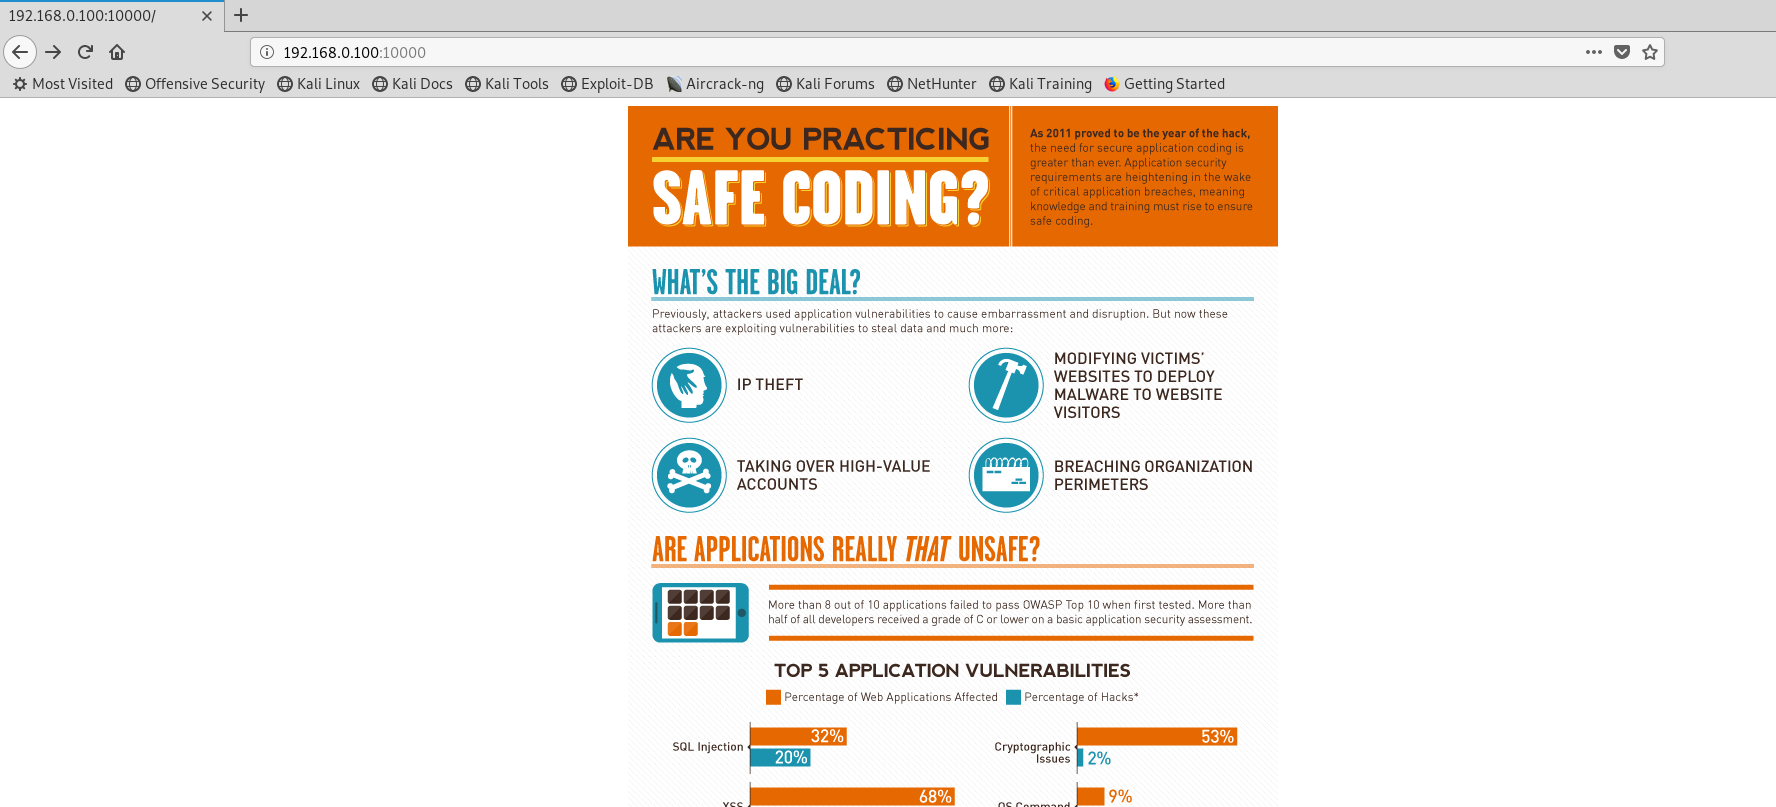 192.168.0.100:10000/
192.168.0.100:10000
Most Visited Offensive Security Kali Linux Kali Docs Kali Tools Exploit-DB Aircrack-ng Kali Forums NetHunter Kali Training Getting Started
ARE YOU PRACTICING
SAFE CODING?
As 2011 proved to be the year of the hack,
the need for secure application coding is
greater than ever. Application security
requirements are heightening in the wake
of critical application breaches, meaning
knowledge and training must rise to ensure
safe coding.
WHAT'S THE BIG DEAL?
Previously, attackers used application vulnerabilities to cause embarrassment and disruption. But now these
attackers are exploiting vulnerabilities to steal data and much more:
IP THEFT
MODIFYING VICTIMS'
WEBSITES TO DEPLOY
MALWARE TO WEBSITE
VISITORS
TAKING OVER HIGH-VALUE
ACCOUNTS
BREACHING ORGANIZATION
PERIMETERS
ARE APPLICATIONS REALLY THAT UNSAFE?
More than 8 out of 10 applications failed to pass OWASP Top 10 when first tested. More than
half of all developers received a grade of C or lower on a basic application security assessment.
TOP 5 APPLICATION VULNERABILITIES
Percentage of Web Applications Affected Percentage of Hacks*
SQL Injection
32%
20%
Cryptographic
Issues
53%
2%
XSS
68%
OS Command
9%